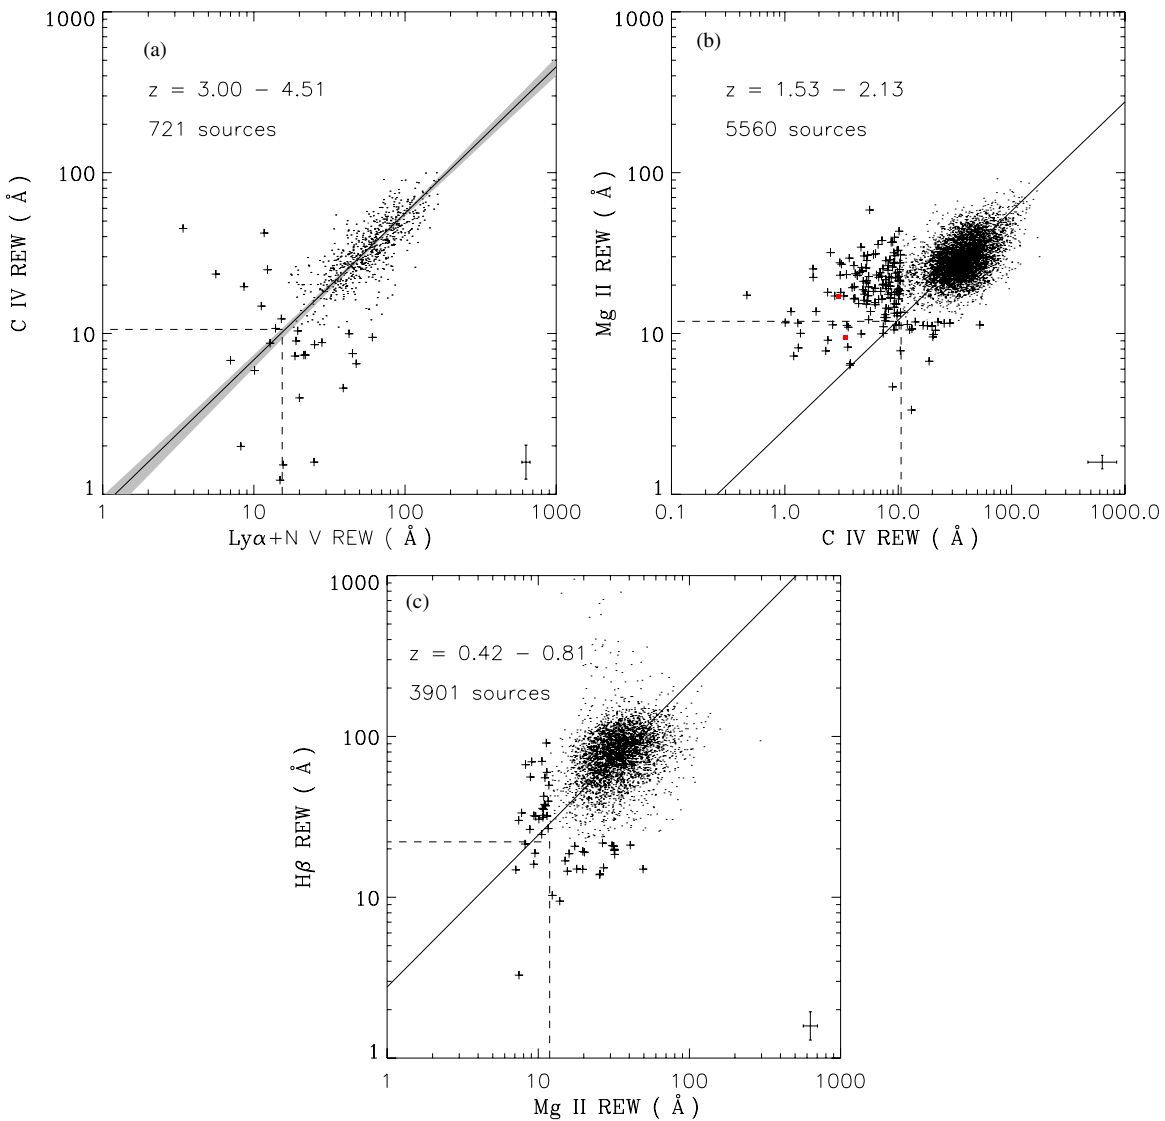 (a)
z = 3.00 – 4.51
721 sources
1000
100
10
1
C IV REW ( Å )
1
10
100
1000
Lyα+N V REW ( Å )
(b)
z = 1.53 – 2.13
5560 sources
1000
100
10
1
Mg II REW ( Å )
0.1
1.0
10.0
100.0
1000.0
C IV REW ( Å )
(c)
z = 0.42 – 0.81
3901 sources
1000
100
10
1
Hβ REW ( Å )
1
10
100
1000
Mg II REW ( Å )